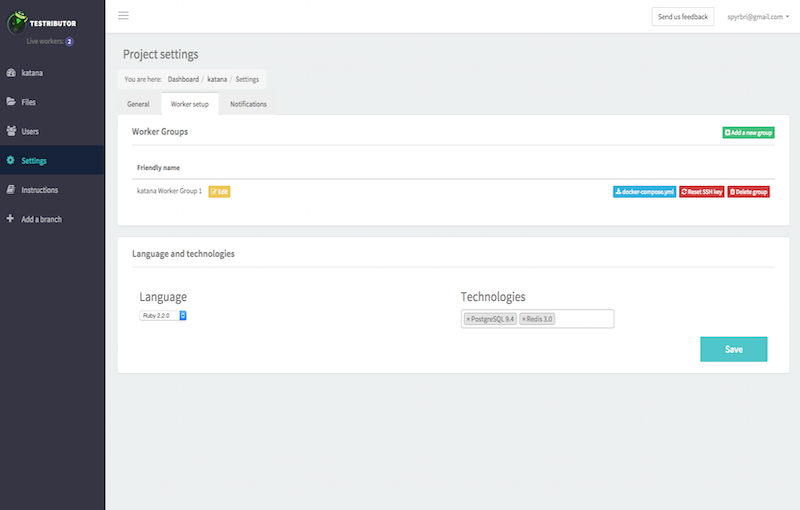 TESTRIBUTOR
Live workers: 2
katana
Files
Users
Settings
Instructions
Add a branch
Send us feedback
spyrbri@gmail.com
Project settings
You are here: Dashboard / katana / Settings
General
Worker setup
Notifications
Worker Groups
Add a new group
Friendly name
katana Worker Group 1
Edit
docker-compose.yml
Reset SSH key
Delete group
Language and technologies
Language
Technologies
Ruby 2.2.0
×PostgreSQL 9.4
×Redis 3.0
Save